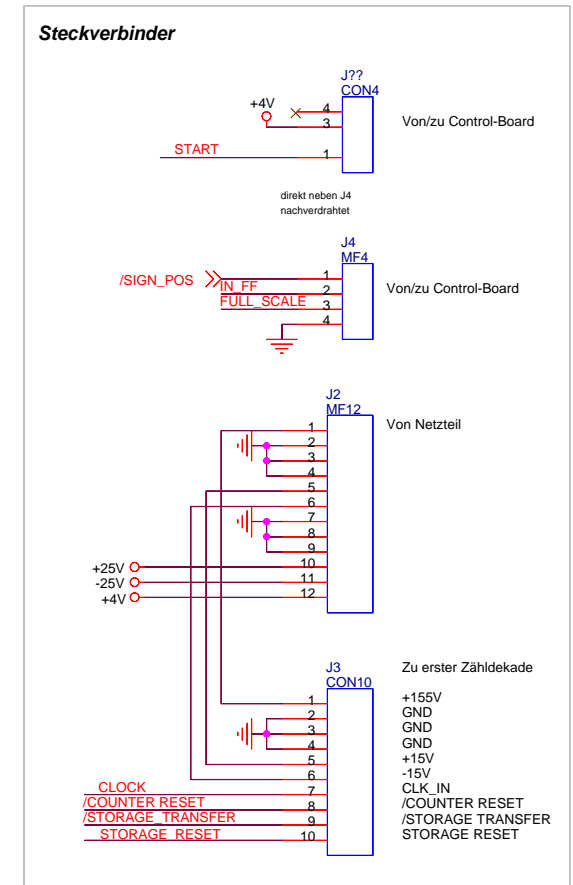 Steckverbinder
J??
CON4
+4V
4
3
Von/zu Control-Board
START
1
direkt neben J4
nachverdrahtet
J4
MF4
/SIGN_POS
1
IN_FF
2
Von/zu Control-Board
FULL_SCALE
3
4
J2
MF12
Von Netzteil
1
2
3
4
5
6
7
8
9
+25V
10
-25V
11
+4V
12
J3
CON10
Zu erster Zähldekade
1
+155V
2
GND
3
GND
4
GND
5
+15V
6
-15V
CLOCK
7
CLK_IN
/COUNTER RESET
8
/COUNTER RESET
/STORAGE_TRANSFER
9
/STORAGE TRANSFER
STORAGE_RESET
10
STORAGE RESET